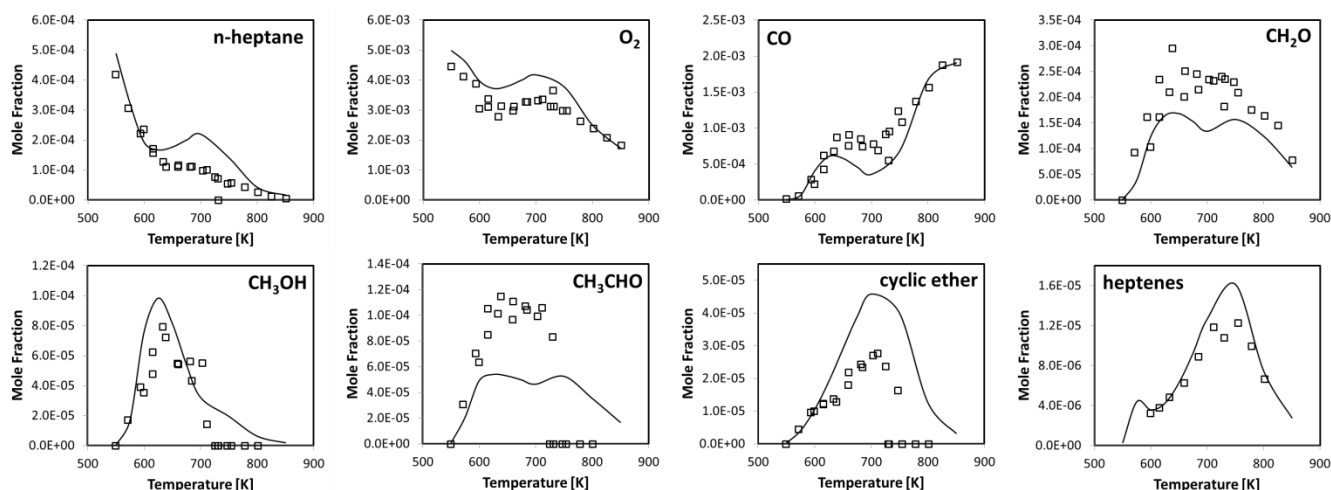 n-heptane
Mole Fraction
6.0E-04
5.0E-04
4.0E-04
3.0E-04
2.0E-04
1.0E-04
0.0E+00
500 600 700 800 900
Temperature [K]
O2
Mole Fraction
6.0E-03
5.0E-03
4.0E-03
3.0E-03
2.0E-03
1.0E-03
0.0E+00
500 600 700 800 900
Temperature [K]
CO
Mole Fraction
2.5E-03
2.0E-03
1.5E-03
1.0E-03
5.0E-04
0.0E+00
500 600 700 800 900
Temperature [K]
CH2O
Mole Fraction
3.5E-04
3.0E-04
2.5E-04
2.0E-04
1.5E-04
1.0E-04
5.0E-05
0.0E+00
500 600 700 800 900
Temperature [K]
CH3OH
Mole Fraction
1.2E-04
1.0E-04
8.0E-05
6.0E-05
4.0E-05
2.0E-05
0.0E+00
500 600 700 800 900
Temperature [K]
CH3CHO
Mole Fraction
1.4E-04
1.2E-04
1.0E-04
8.0E-05
6.0E-05
4.0E-05
2.0E-05
0.0E+00
500 600 700 800 900
Temperature [K]
cyclic ether
Mole Fraction
5.0E-05
4.0E-05
3.0E-05
2.0E-05
1.0E-05
0.0E+00
500 600 700 800 900
Temperature [K]
heptenes
Mole Fraction
1.6E-05
1.2E-05
8.0E-06
4.0E-06
0.0E+00
500 600 700 800 900
Temperature [K]